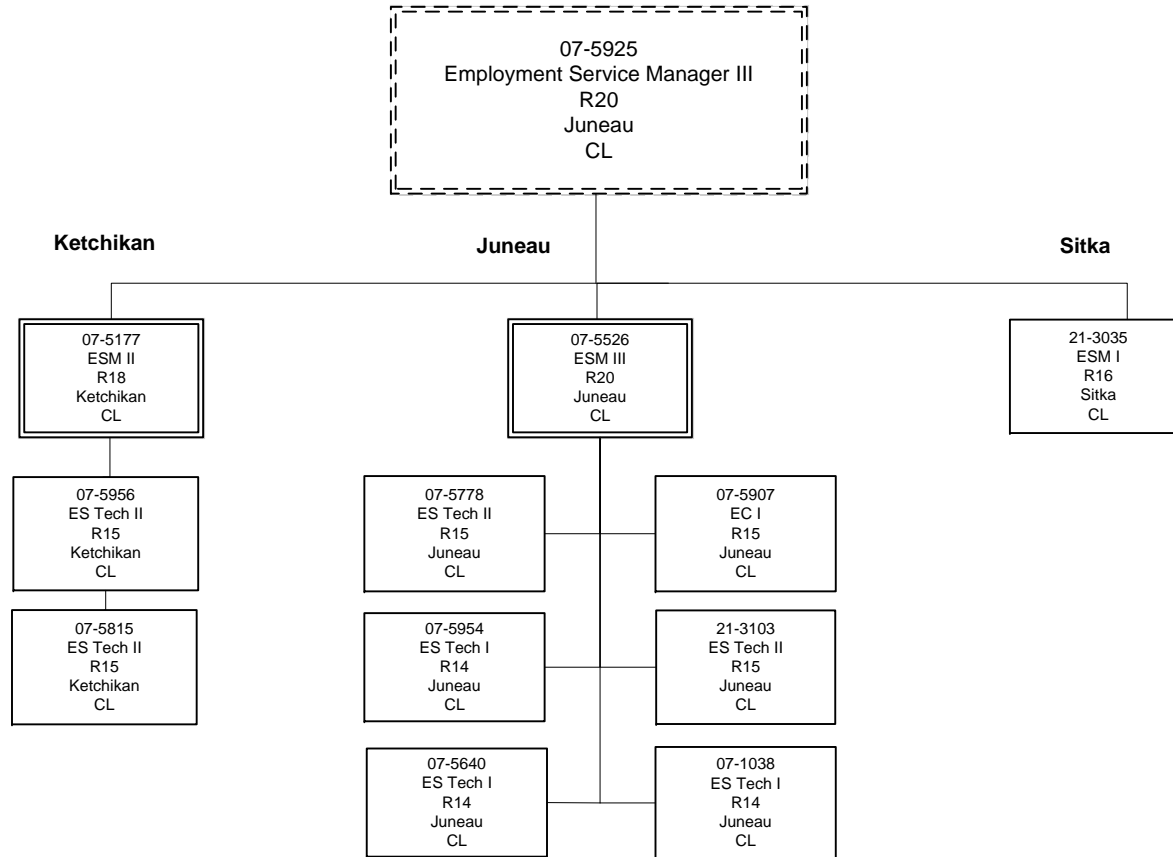 07-5925
Employment Service Manager III
R20
Juneau
CL
Ketchikan
Juneau
Sitka
07-5177
ESM II
R18
Ketchikan
CL
07-5526
ESM III
R20
Juneau
CL
21-3035
ESM I
R16
Sitka
CL
07-5956
ES Tech II
R15
Ketchikan
CL
07-5778
ES Tech II
R15
Juneau
CL
07-5907
EC I
R15
Juneau
CL
07-5815
ES Tech II
R15
Ketchikan
CL
07-5954
ES Tech I
R14
Juneau
CL
21-3103
ES Tech II
R15
Juneau
CL
07-5640
ES Tech I
R14
Juneau
CL
07-1038
ES Tech I
R14
Juneau
CL